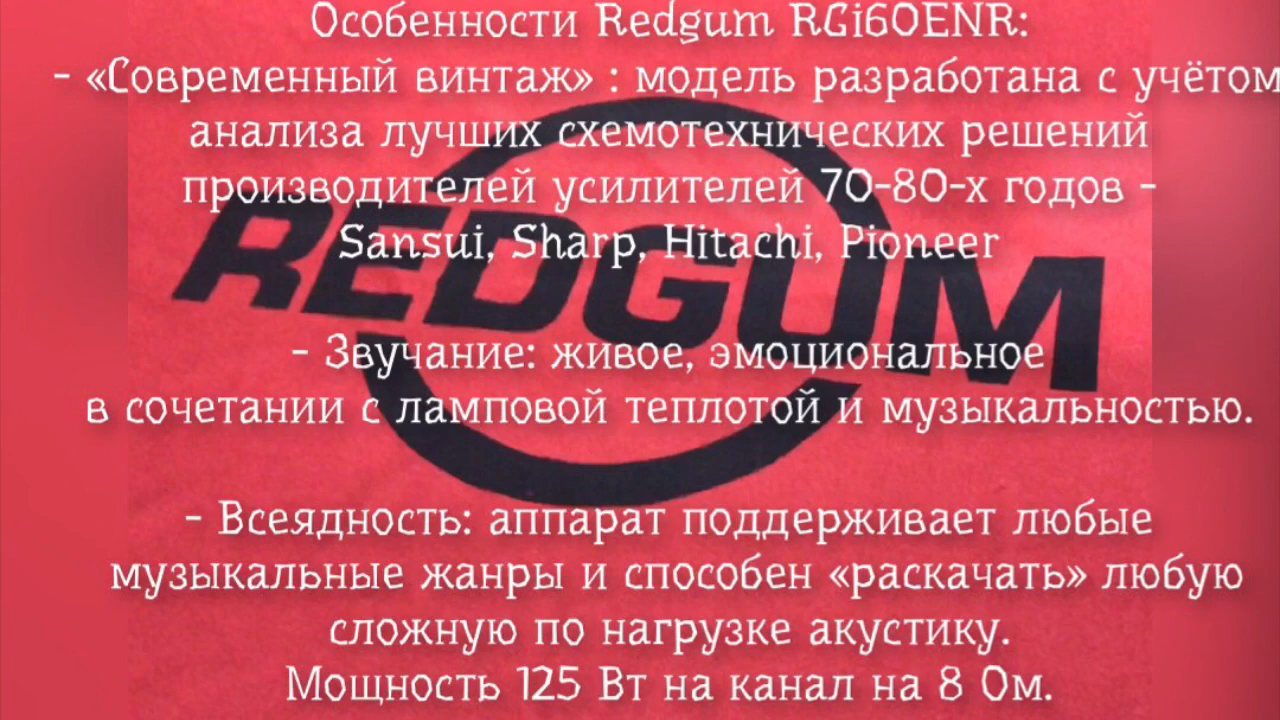 Особенности Redgum RGi60ENR:
- «Современный винтаж» : модель разработана с учётом
анализа лучших схемотехнических решений
производителей усилителей 70-80-х годов -
Sansui, Sharp, Hitachi, Pioneer
REDGUM
- Звучание: живое, эмоциональное
в сочетании с ламповой теплотой и музыкальностью.
- Всеядность: аппарат поддерживает любые
музыкальные жанры и способен «раскачать» любую
сложную по нагрузке акустику.
Мощность 125 Вт на канал на 8 Ом.